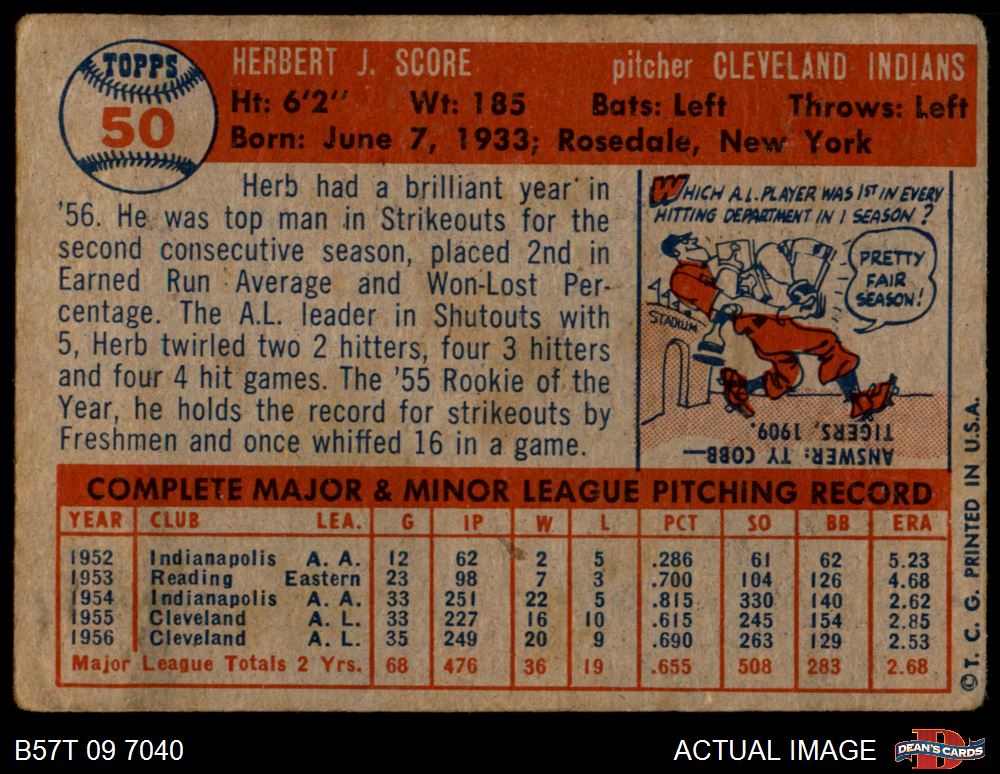 TOPPS
50
HERBERT J. SCORE pitcher CLEVELAND INDIANS
Ht: 6'2" Wt: 185 Bats: Left Throws: Left
Born: June 7, 1933; Rosedale, New York
Herb had a brilliant year in
'56. He was top man in Strikeouts for the
second consecutive season, placed 2nd in
Earned Run Average and Won-Lost Per-
centage. The A.L. leader in Shutouts with
5, Herb twirled two 2 hitters, four 3 hitters
and four 4 hit games. The '55 Rookie of the
Year, he holds the record for strikeouts by
Freshmen and once whiffed 16 in a game.
WHICH A.L. PLAYER WAS 1ST IN EVERY
HITTING DEPARTMENT IN 1 SEASON?
PRETTY
FAIR
SEASON!
STADIUM
ANSWER: TY COBB—
TIGERS, 1909.
COMPLETE MAJOR & MINOR LEAGUE PITCHING RECORD
YEAR CLUB LEA. G IP W L PCT SO BB ERA
1952 Indianapolis A. A. 12 62 2 5 .286 61 62 5.23
1953 Reading Eastern 23 98 7 3 .700 104 126 4.68
1954 Indianapolis A. A. 33 251 22 5 .815 330 140 2.62
1955 Cleveland A. L. 33 227 16 10 .615 245 154 2.85
1956 Cleveland A. L. 35 249 20 9 .690 263 129 2.53
Major League Totals 2 Yrs. 68 476 36 19 .655 508 283 2.68
© T. C. G. PRINTED IN U.S.A.
B57T 09 7040 ACTUAL IMAGE
D
DEAN'S CARDS